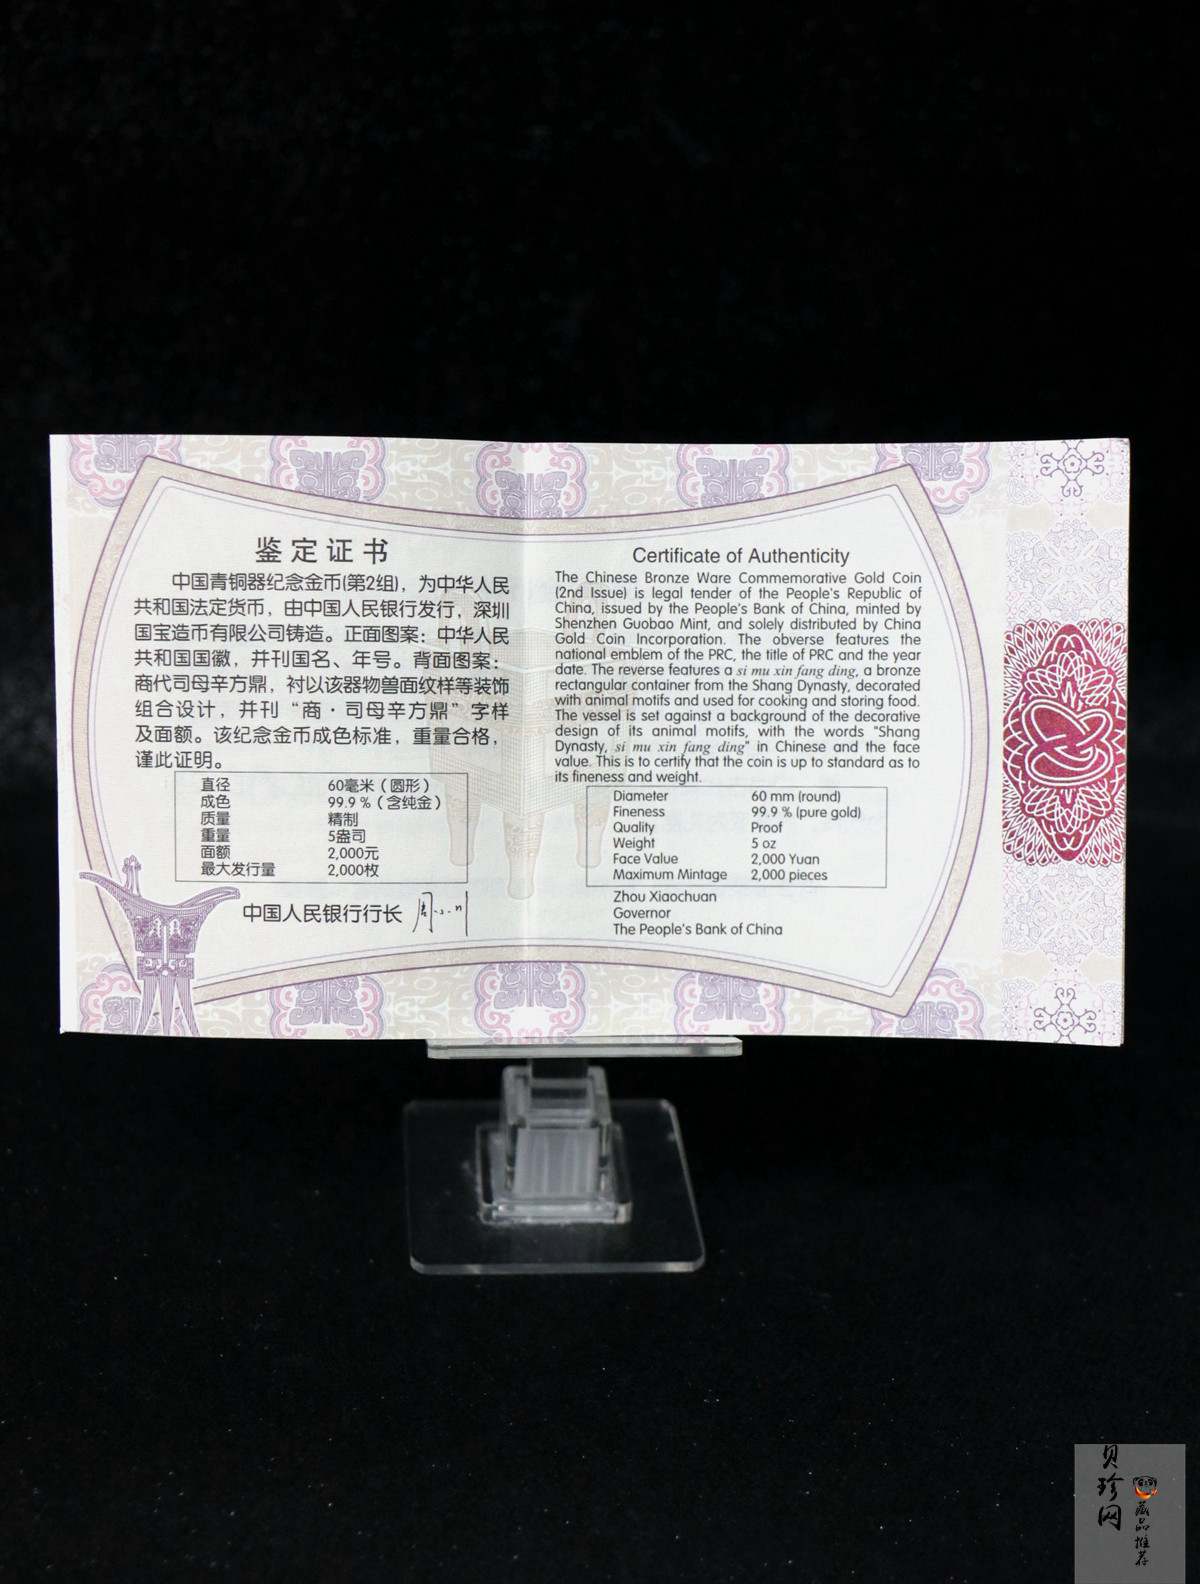 鉴定证书
中国青铜器纪念金币(第2组)，为中华人民
共和国法定货币，由中国人民银行发行，深圳
国宝造币有限公司铸造。正面图案：中华人民
共和国国徽，并刊国名、年号。背面图案：
商代司母辛方鼎，衬以该器物兽面纹样等装饰
组合设计，并刊“商·司母辛方鼎”字样
及面额。该纪念金币成色标准，重量合格，
谨此证明。
直径 60毫米（圆形）
成色 99.9％（含纯金）
质量 精制
重量 5盎司
面额 2,000元
最大发行量 2,000枚
中国人民银行行长
Certificate of Authenticity
The Chinese Bronze Ware Commemorative Gold Coin
(2nd Issue) is legal tender of the People's Republic of
China, issued by the People's Bank of China, minted by
Shenzhen Guobao Mint, and solely distributed by China
Gold Coin Incorporation. The obverse features the
national emblem of the PRC, the title of PRC and the year
date. The reverse features a si mu xin fang ding, a bronze
rectangular container from the Shang Dynasty, decorated
with animal motifs and used for cooking and storing food.
The vessel is set against a background of the decorative
design of its animal motifs, with the words "Shang
Dynasty, si mu xin fang ding" in Chinese and the face
value. This is to certify that the coin is up to standard as to
its fineness and weight.
Diameter 60 mm (round)
Fineness 99.9 % (pure gold)
Quality Proof
Weight 5 oz
Face Value 2,000 Yuan
Maximum Mintage 2,000 pieces
Zhou Xiaochuan
Governor
The People's Bank of China
贝珍网
藏品推荐